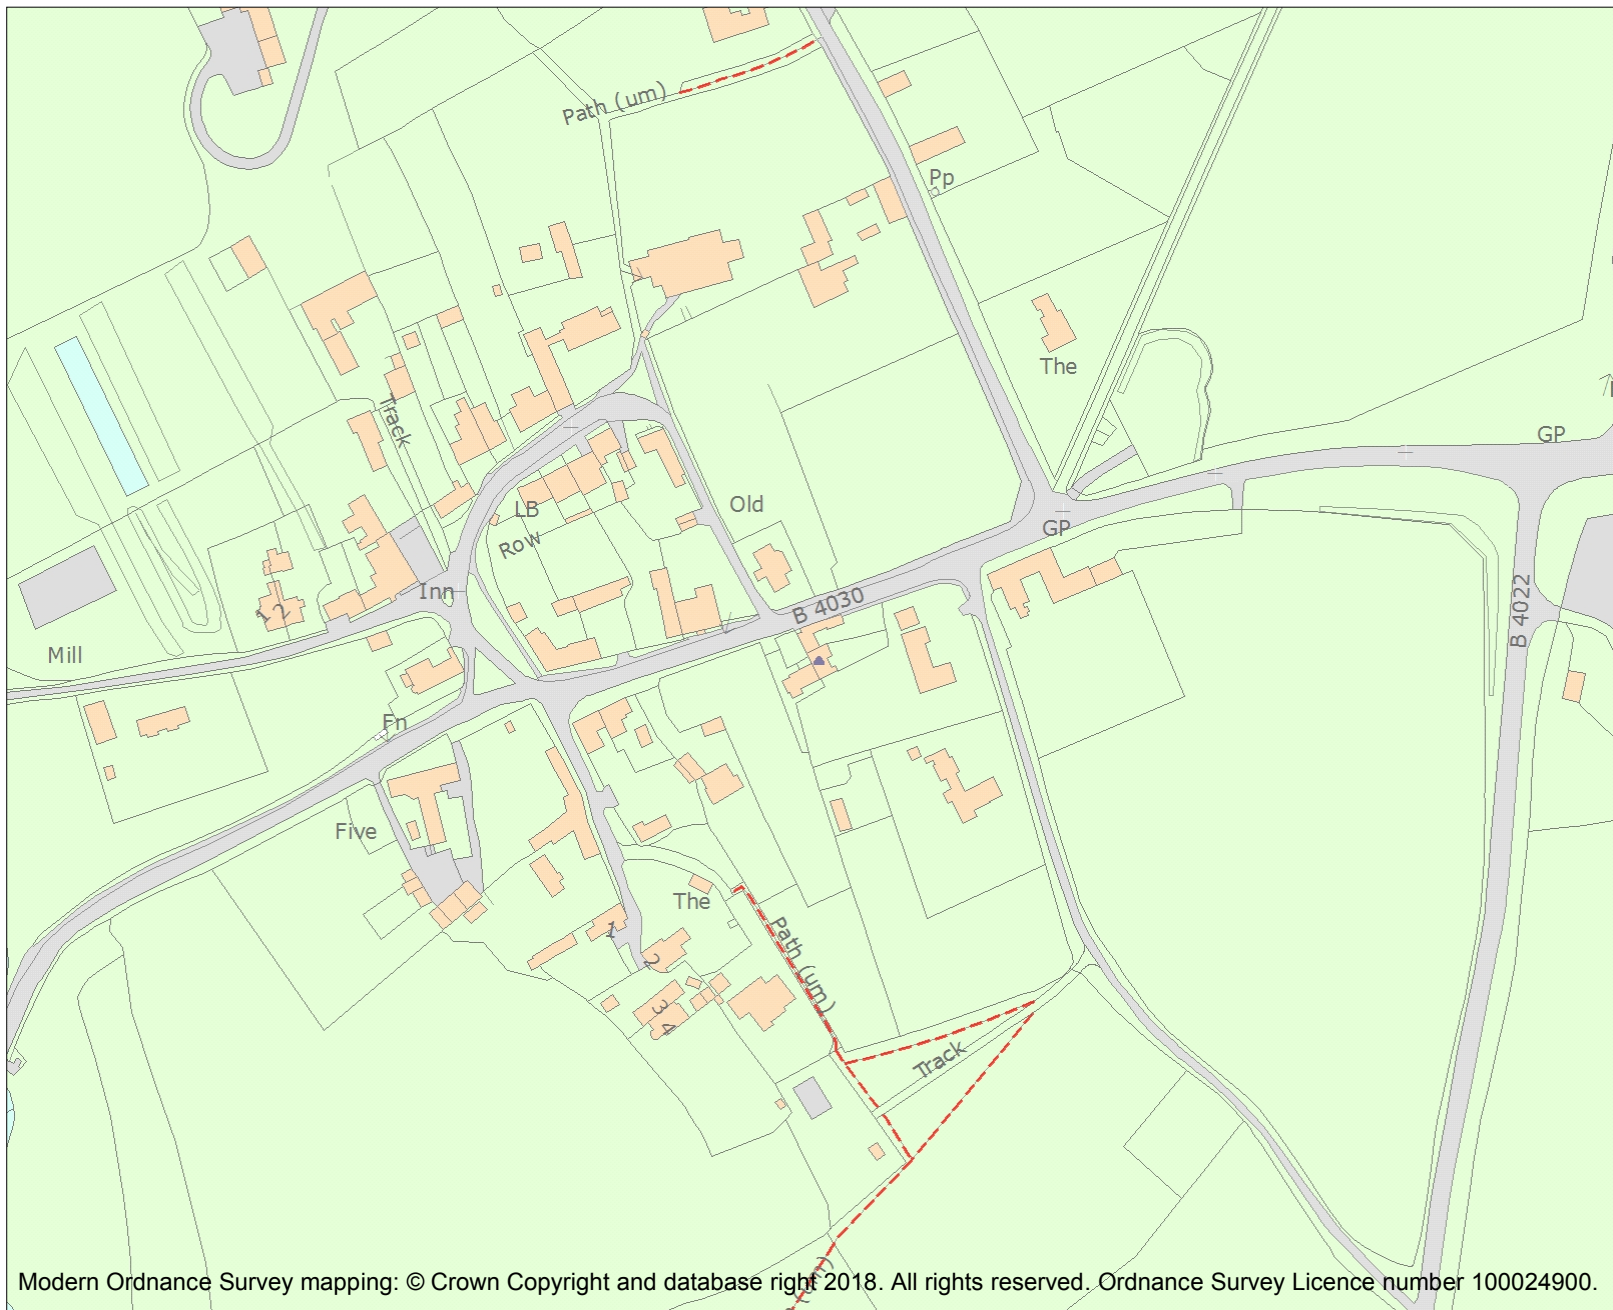 Path (um)
Pp
The
Track
GP
Old
LB
GP
Row
Inn
B 4030
1 2
B 4022
Mill
Fn
Five
The
1
Path (um)
2
3 4
Track
(um)
Modern Ordnance Survey mapping: © Crown Copyright and database right 2018. All rights reserved. Ordnance Survey Licence number 100024900.